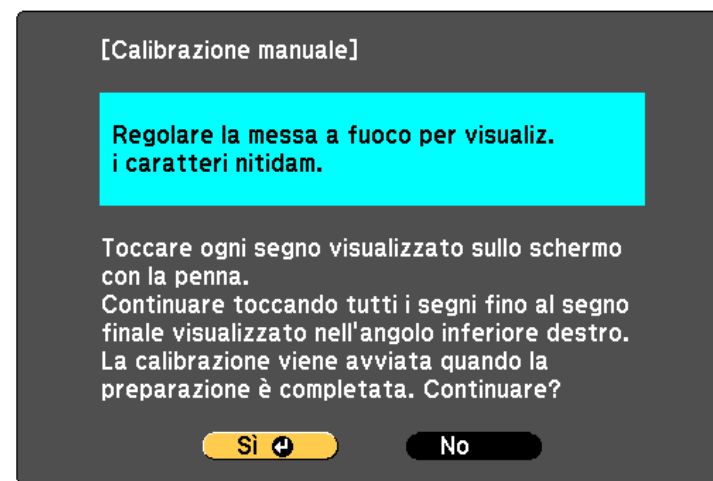 [Calibrazione manuale]
Regolare la messa a fuoco per visualiz.
i caratteri nitidam.
Toccare ogni segno visualizzato sullo schermo
con la penna.
Continuare toccando tutti i segni fino al segno
finale visualizzato nell'angolo inferiore destro.
La calibrazione viene avviata quando la
preparazione è completata. Continuare?
Sì No